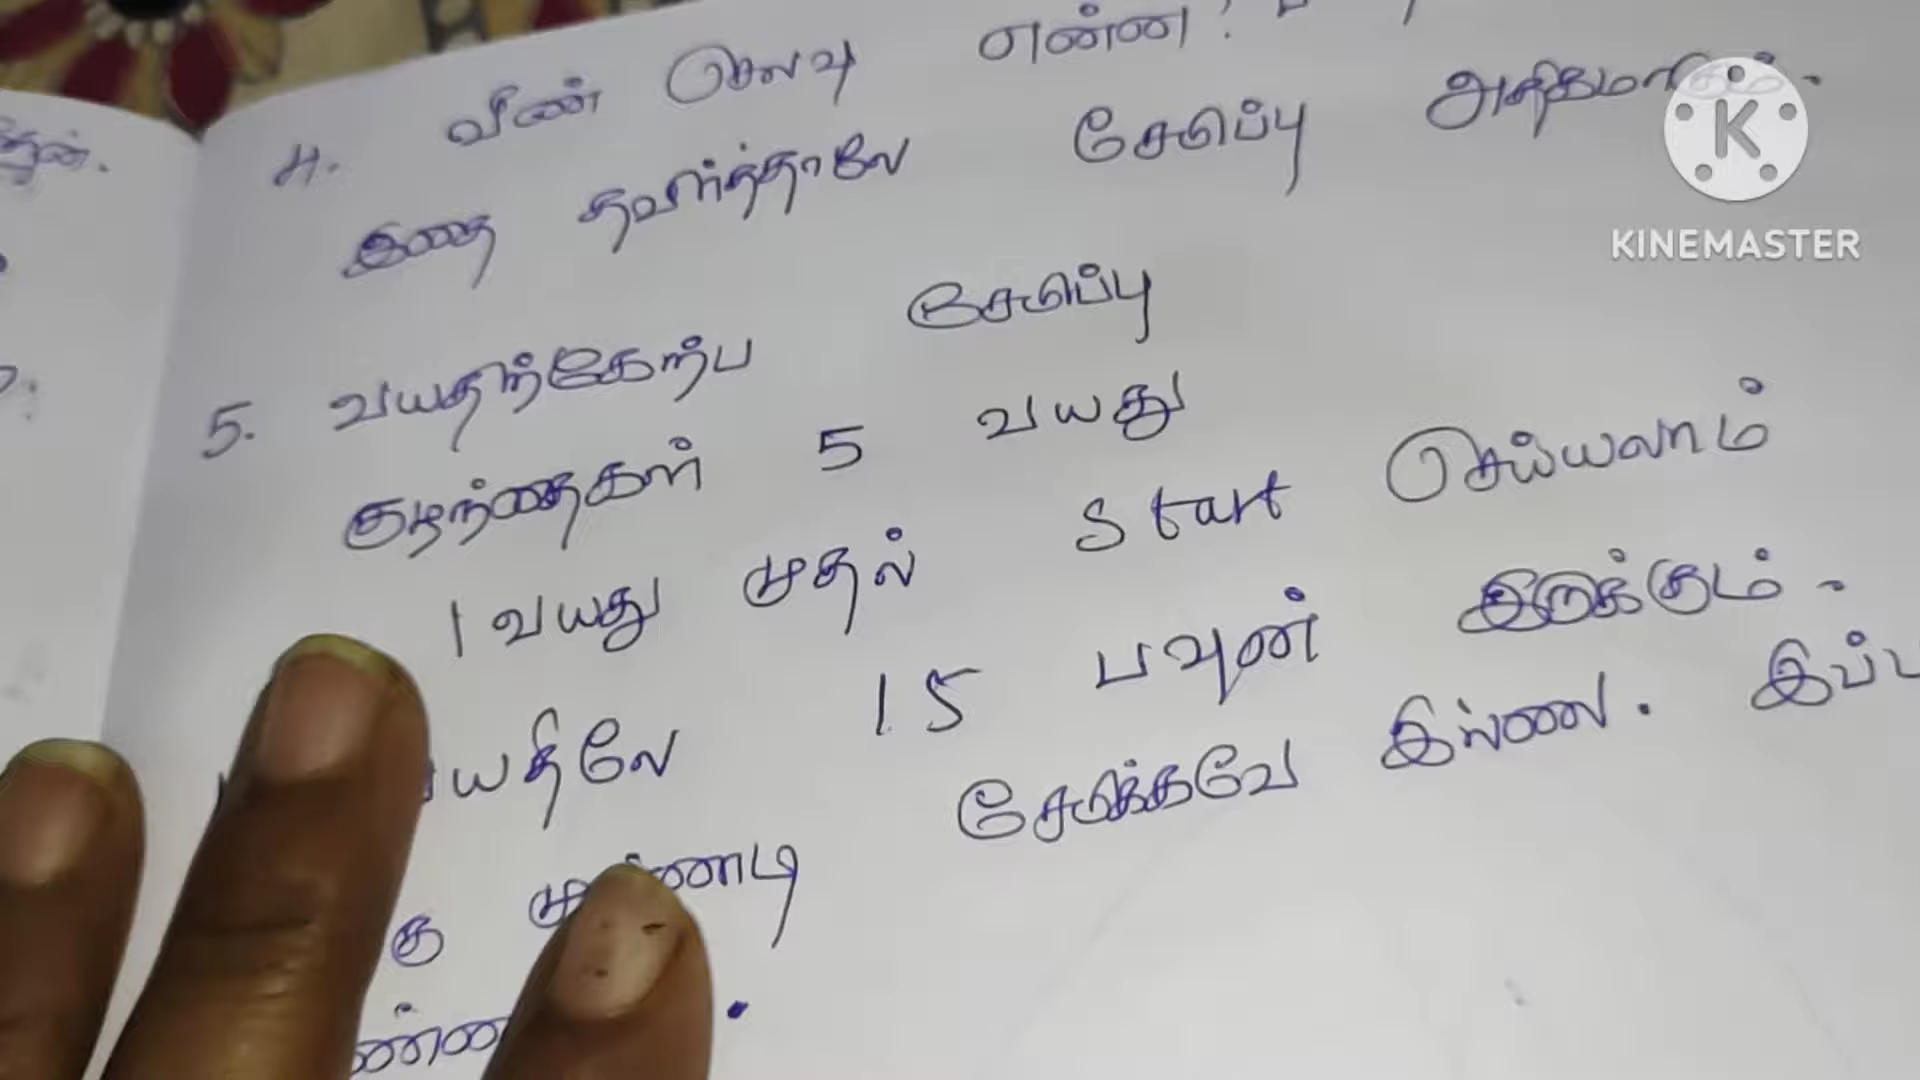 தேன்.
4. வீண் செலவு என்ன?
இதை தவிர்த்தாலே சேமிப்பு அதிகமாகும்.
5. வயதிற்கேற்ப சேமிப்பு
குழந்தைகள் 5 வயது
1 வயது முதல் Start செய்யலாம்
யதிலே 15 பவுன் இருக்கும்.
கு முன்னாடி சேமிக்கவே இல்லை. இப்ப
ண்ண
KINEMASTER